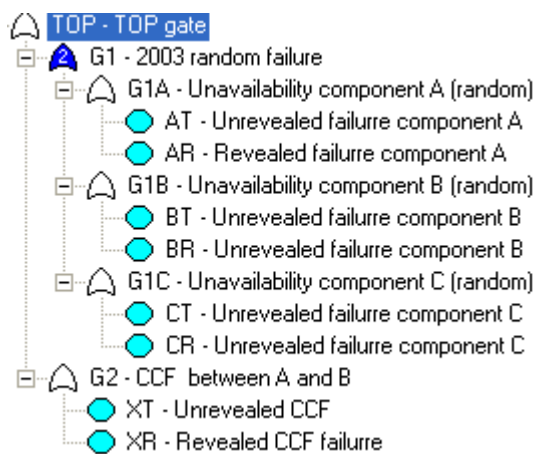 TOP - TOP gate
2 G1 - 2003 random failure
G1A - Unavailability component A (random)
AT - Unrevealed failurre component A
AR - Revealed failurre component A
G1B - Unavailability component B (random)
BT - Unrevealed failurre component B
BR - Unrevealed failurre component B
G1C - Unavailability component C (random)
CT - Unrevealed failurre component C
CR - Unrevealed failurre component C
G2 - CCF between A and B
XT - Unrevealed CCF
XR - Revealed CCF failurre